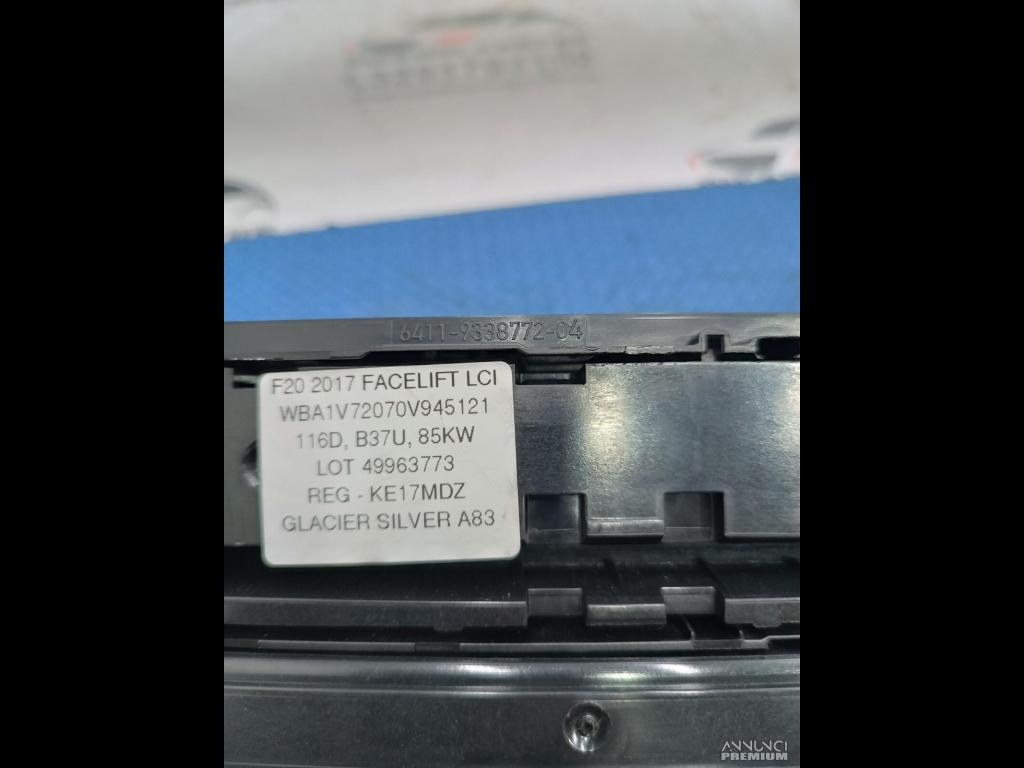 6411-9338772-04
F20 2017 FACELIFT LCI
WBA1V72070V945121
116D, B37U, 85KW
LOT 49963773
REG - KE17MDZ
GLACIER SILVER A83
ANNUNCI
PREMIUM